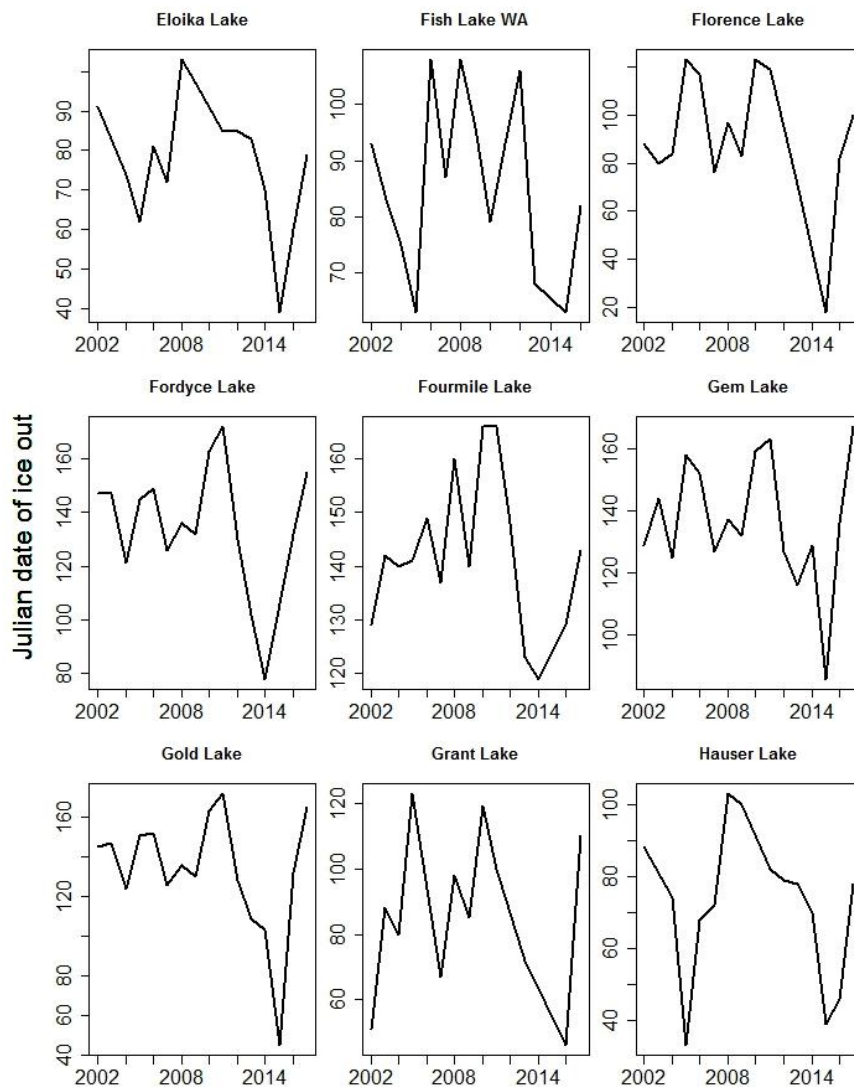 Eloika Lake
Fish Lake WA
Florence Lake
40 50 60 70 80 90
70 80 90 100
20 40 60 80 100
2002 2008 2014
2002 2008 2014
2002 2008 2014
Julian date of ice out
Fordyce Lake
Fourmile Lake
Gem Lake
80 100 120 140 160
120 130 140 150 160
100 120 140 160
2002 2008 2014
2002 2008 2014
2002 2008 2014
Gold Lake
Grant Lake
Hauser Lake
40 60 80 120 160
60 80 100 120
40 60 80 100
2002 2008 2014
2002 2008 2014
2002 2008 2014